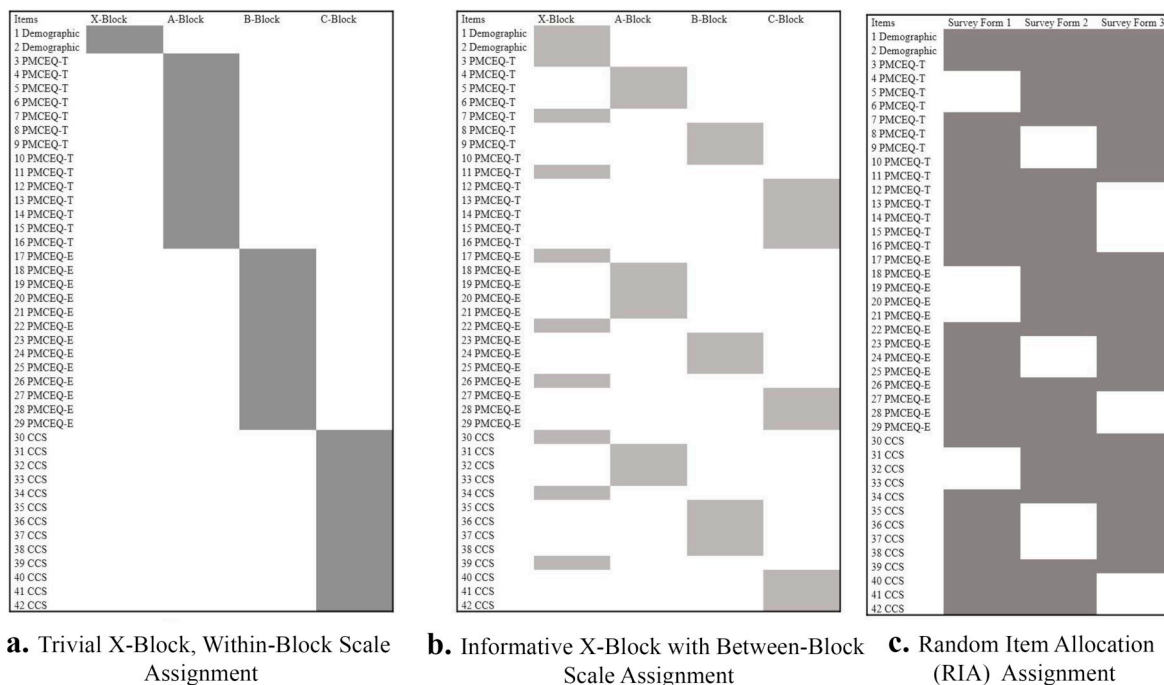 Items X-Block A-Block B-Block C-Block
1 Demographic
2 Demographic
3 PMCEQ-T
4 PMCEQ-T
5 PMCEQ-T
6 PMCEQ-T
7 PMCEQ-T
8 PMCEQ-T
9 PMCEQ-T
10 PMCEQ-T
11 PMCEQ-T
12 PMCEQ-T
13 PMCEQ-T
14 PMCEQ-T
15 PMCEQ-T
16 PMCEQ-T
17 PMCEQ-E
18 PMCEQ-E
19 PMCEQ-E
20 PMCEQ-E
21 PMCEQ-E
22 PMCEQ-E
23 PMCEQ-E
24 PMCEQ-E
25 PMCEQ-E
26 PMCEQ-E
27 PMCEQ-E
28 PMCEQ-E
29 PMCEQ-E
30 CCS
31 CCS
32 CCS
33 CCS
34 CCS
35 CCS
36 CCS
37 CCS
38 CCS
39 CCS
40 CCS
41 CCS
42 CCS
a. Trivial X-Block, Within-Block Scale
Assignment
Items X-Block A-Block B-Block C-Block
1 Demographic
2 Demographic
3 PMCEQ-T
4 PMCEQ-T
5 PMCEQ-T
6 PMCEQ-T
7 PMCEQ-T
8 PMCEQ-T
9 PMCEQ-T
10 PMCEQ-T
11 PMCEQ-T
12 PMCEQ-T
13 PMCEQ-T
14 PMCEQ-T
15 PMCEQ-T
16 PMCEQ-T
17 PMCEQ-E
18 PMCEQ-E
19 PMCEQ-E
20 PMCEQ-E
21 PMCEQ-E
22 PMCEQ-E
23 PMCEQ-E
24 PMCEQ-E
25 PMCEQ-E
26 PMCEQ-E
27 PMCEQ-E
28 PMCEQ-E
29 PMCEQ-E
30 CCS
31 CCS
32 CCS
33 CCS
34 CCS
35 CCS
36 CCS
37 CCS
38 CCS
39 CCS
40 CCS
41 CCS
42 CCS
b. Informative X-Block with Between-Block
Scale Assignment
Items Survey Form 1 Survey Form 2 Survey Form 3
1 Demographic
2 Demographic
3 PMCEQ-T
4 PMCEQ-T
5 PMCEQ-T
6 PMCEQ-T
7 PMCEQ-T
8 PMCEQ-T
9 PMCEQ-T
10 PMCEQ-T
11 PMCEQ-T
12 PMCEQ-T
13 PMCEQ-T
14 PMCEQ-T
15 PMCEQ-T
16 PMCEQ-T
17 PMCEQ-E
18 PMCEQ-E
19 PMCEQ-E
20 PMCEQ-E
21 PMCEQ-E
22 PMCEQ-E
23 PMCEQ-E
24 PMCEQ-E
25 PMCEQ-E
26 PMCEQ-E
27 PMCEQ-E
28 PMCEQ-E
29 PMCEQ-E
30 CCS
31 CCS
32 CCS
33 CCS
34 CCS
35 CCS
36 CCS
37 CCS
38 CCS
39 CCS
40 CCS
41 CCS
42 CCS
c. Random Item Allocation
(RIA) Assignment